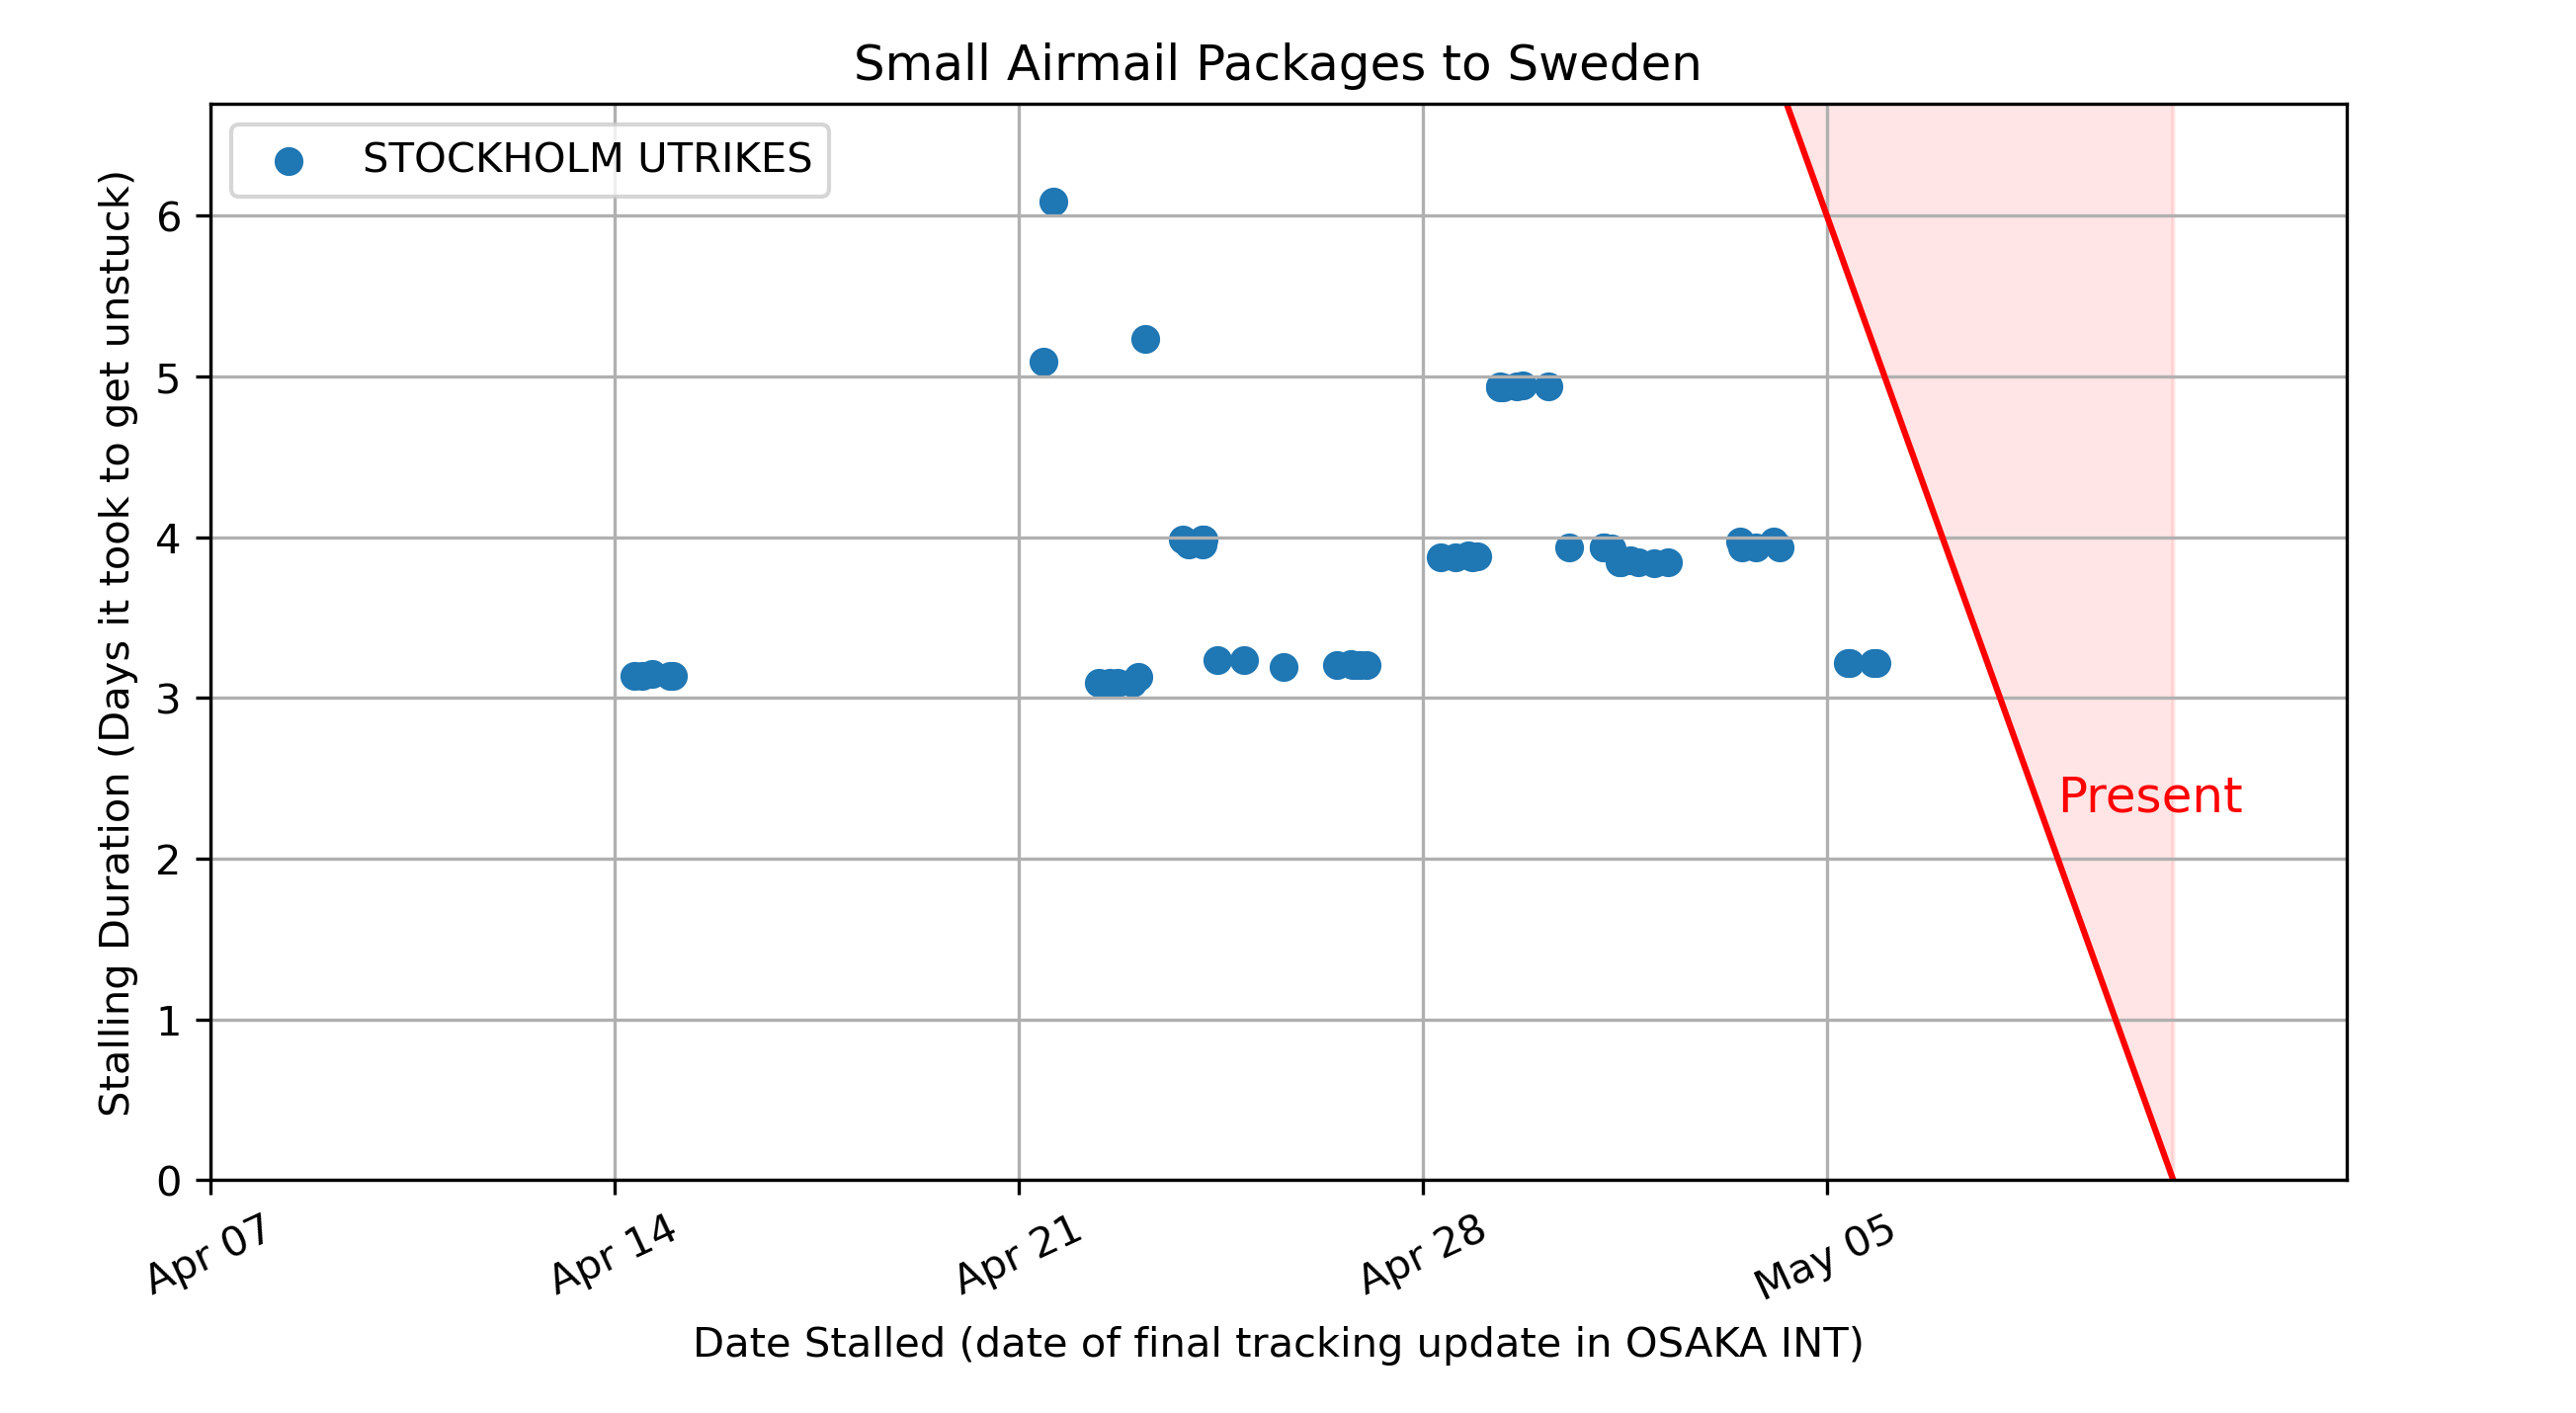 Small Airmail Packages to Sweden
STOCKHOLM UTRIKES
Stalling Duration (Days it took to get unstuck)
6
5
4
3
2
1
0
Present
Apr 07
Apr 14
Apr 21
Apr 28
May 05
Date Stalled (date of final tracking update in OSAKA INT)